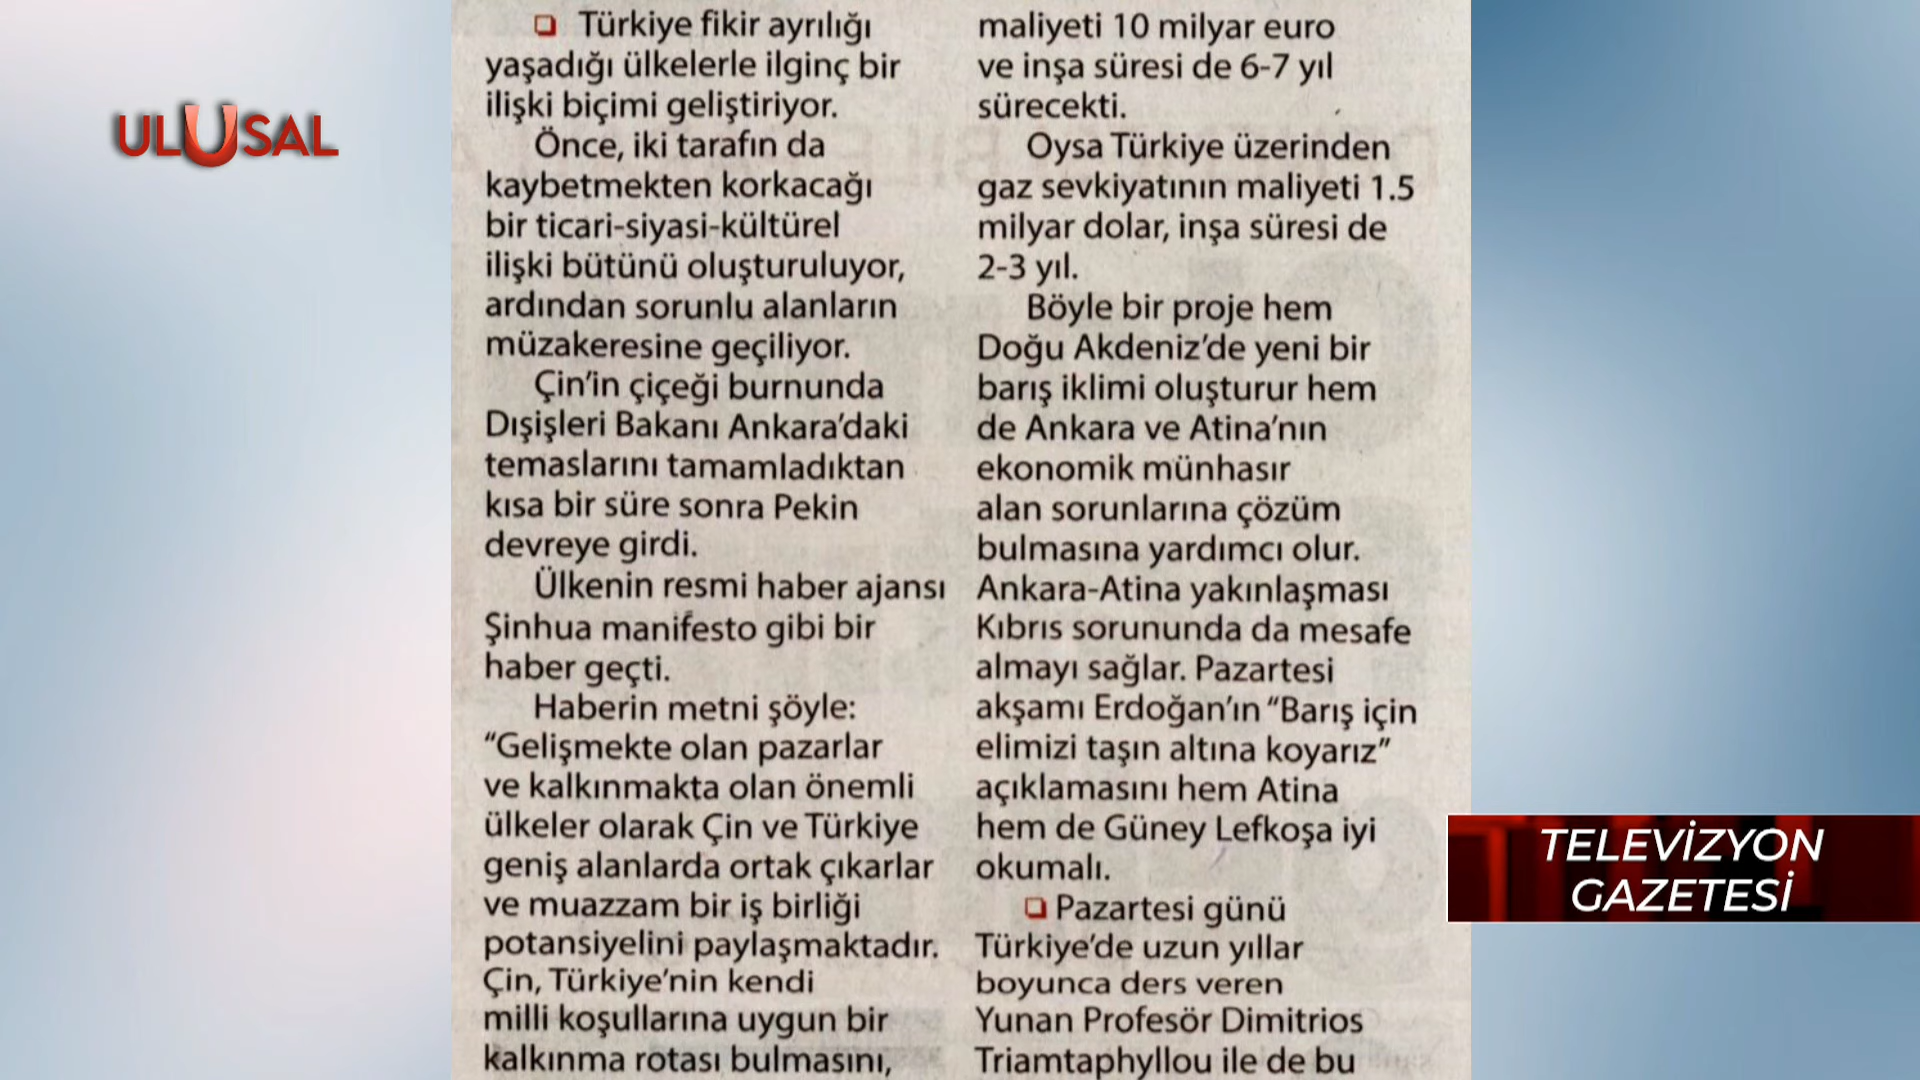 ULUSAL
❑ Türkiye fikir ayrılığı
yaşadığı ülkelerle ilginç bir
ilişki biçimi geliştiriyor.
Önce, iki tarafın da
kaybetmekten korkacağı
bir ticari-siyasi-kültürel
ilişki bütünü oluşturuluyor,
ardından sorunlu alanların
müzakeresine geçiliyor.
Çin’in çiçeği burnunda
Dışişleri Bakanı Ankara’daki
temaslarını tamamladıktan
kısa bir süre sonra Pekin
devreye girdi.
Ülkenin resmi haber ajansı
Şinhua manifesto gibi bir
haber geçti.
Haberin metni şöyle:
“Gelişmekte olan pazarlar
ve kalkınmakta olan önemli
ülkeler olarak Çin ve Türkiye
geniş alanlarda ortak çıkarlar
ve muazzam bir iş birliği
potansiyelini paylaşmaktadır.
Çin, Türkiye’nin kendi
milli koşullarına uygun bir
kalkınma rotası bulmasını,
maliyeti 10 milyar euro
ve inşa süresi de 6-7 yıl
sürecekti.
Oysa Türkiye üzerinden
gaz sevkiyatının maliyeti 1.5
milyar dolar, inşa süresi de
2-3 yıl.
Böyle bir proje hem
Doğu Akdeniz’de yeni bir
barış iklimi oluşturur hem
de Ankara ve Atina’nın
ekonomik münhasır
alan sorunlarına çözüm
bulmasına yardımcı olur.
Ankara-Atina yakınlaşması
Kıbrıs sorununda da mesafe
almayı sağlar. Pazartesi
akşamı Erdoğan’ın “Barış için
elimizi taşın altına koyarız”
açıklamasını hem Atina
hem de Güney Lefkoşa iyi
okumalı.
❑ Pazartesi günü
Türkiye’de uzun yıllar
boyunca ders veren
Yunan Profesör Dimitrios
Triamtaphyllou ile de bu
TELEVİZYON
GAZETESİ